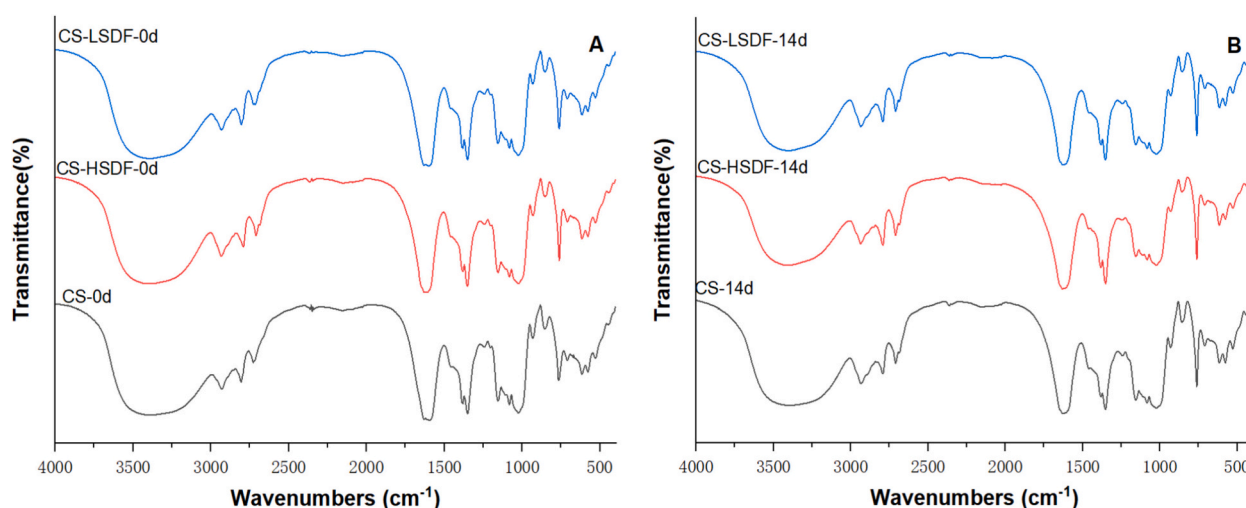 CS-LSDF-0d
A
CS-HSDF-0d
CS-0d
Transmittance(%)
4000 3500 3000 2500 2000 1500 1000 500
Wavenumbers (cm⁻¹)
CS-LSDF-14d
B
CS-HSDF-14d
CS-14d
Transmittance(%)
4000 3500 3000 2500 2000 1500 1000 500
Wavenumbers (cm⁻¹)